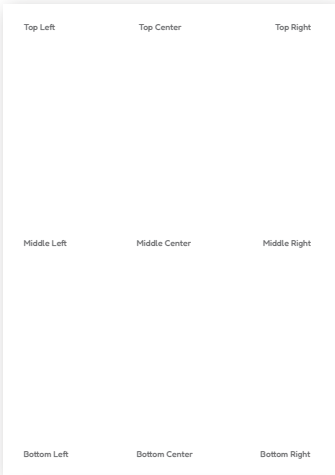 Top Left Top Center Top Right
Middle Left Middle Center Middle Right
Bottom Left Bottom Center Bottom Right